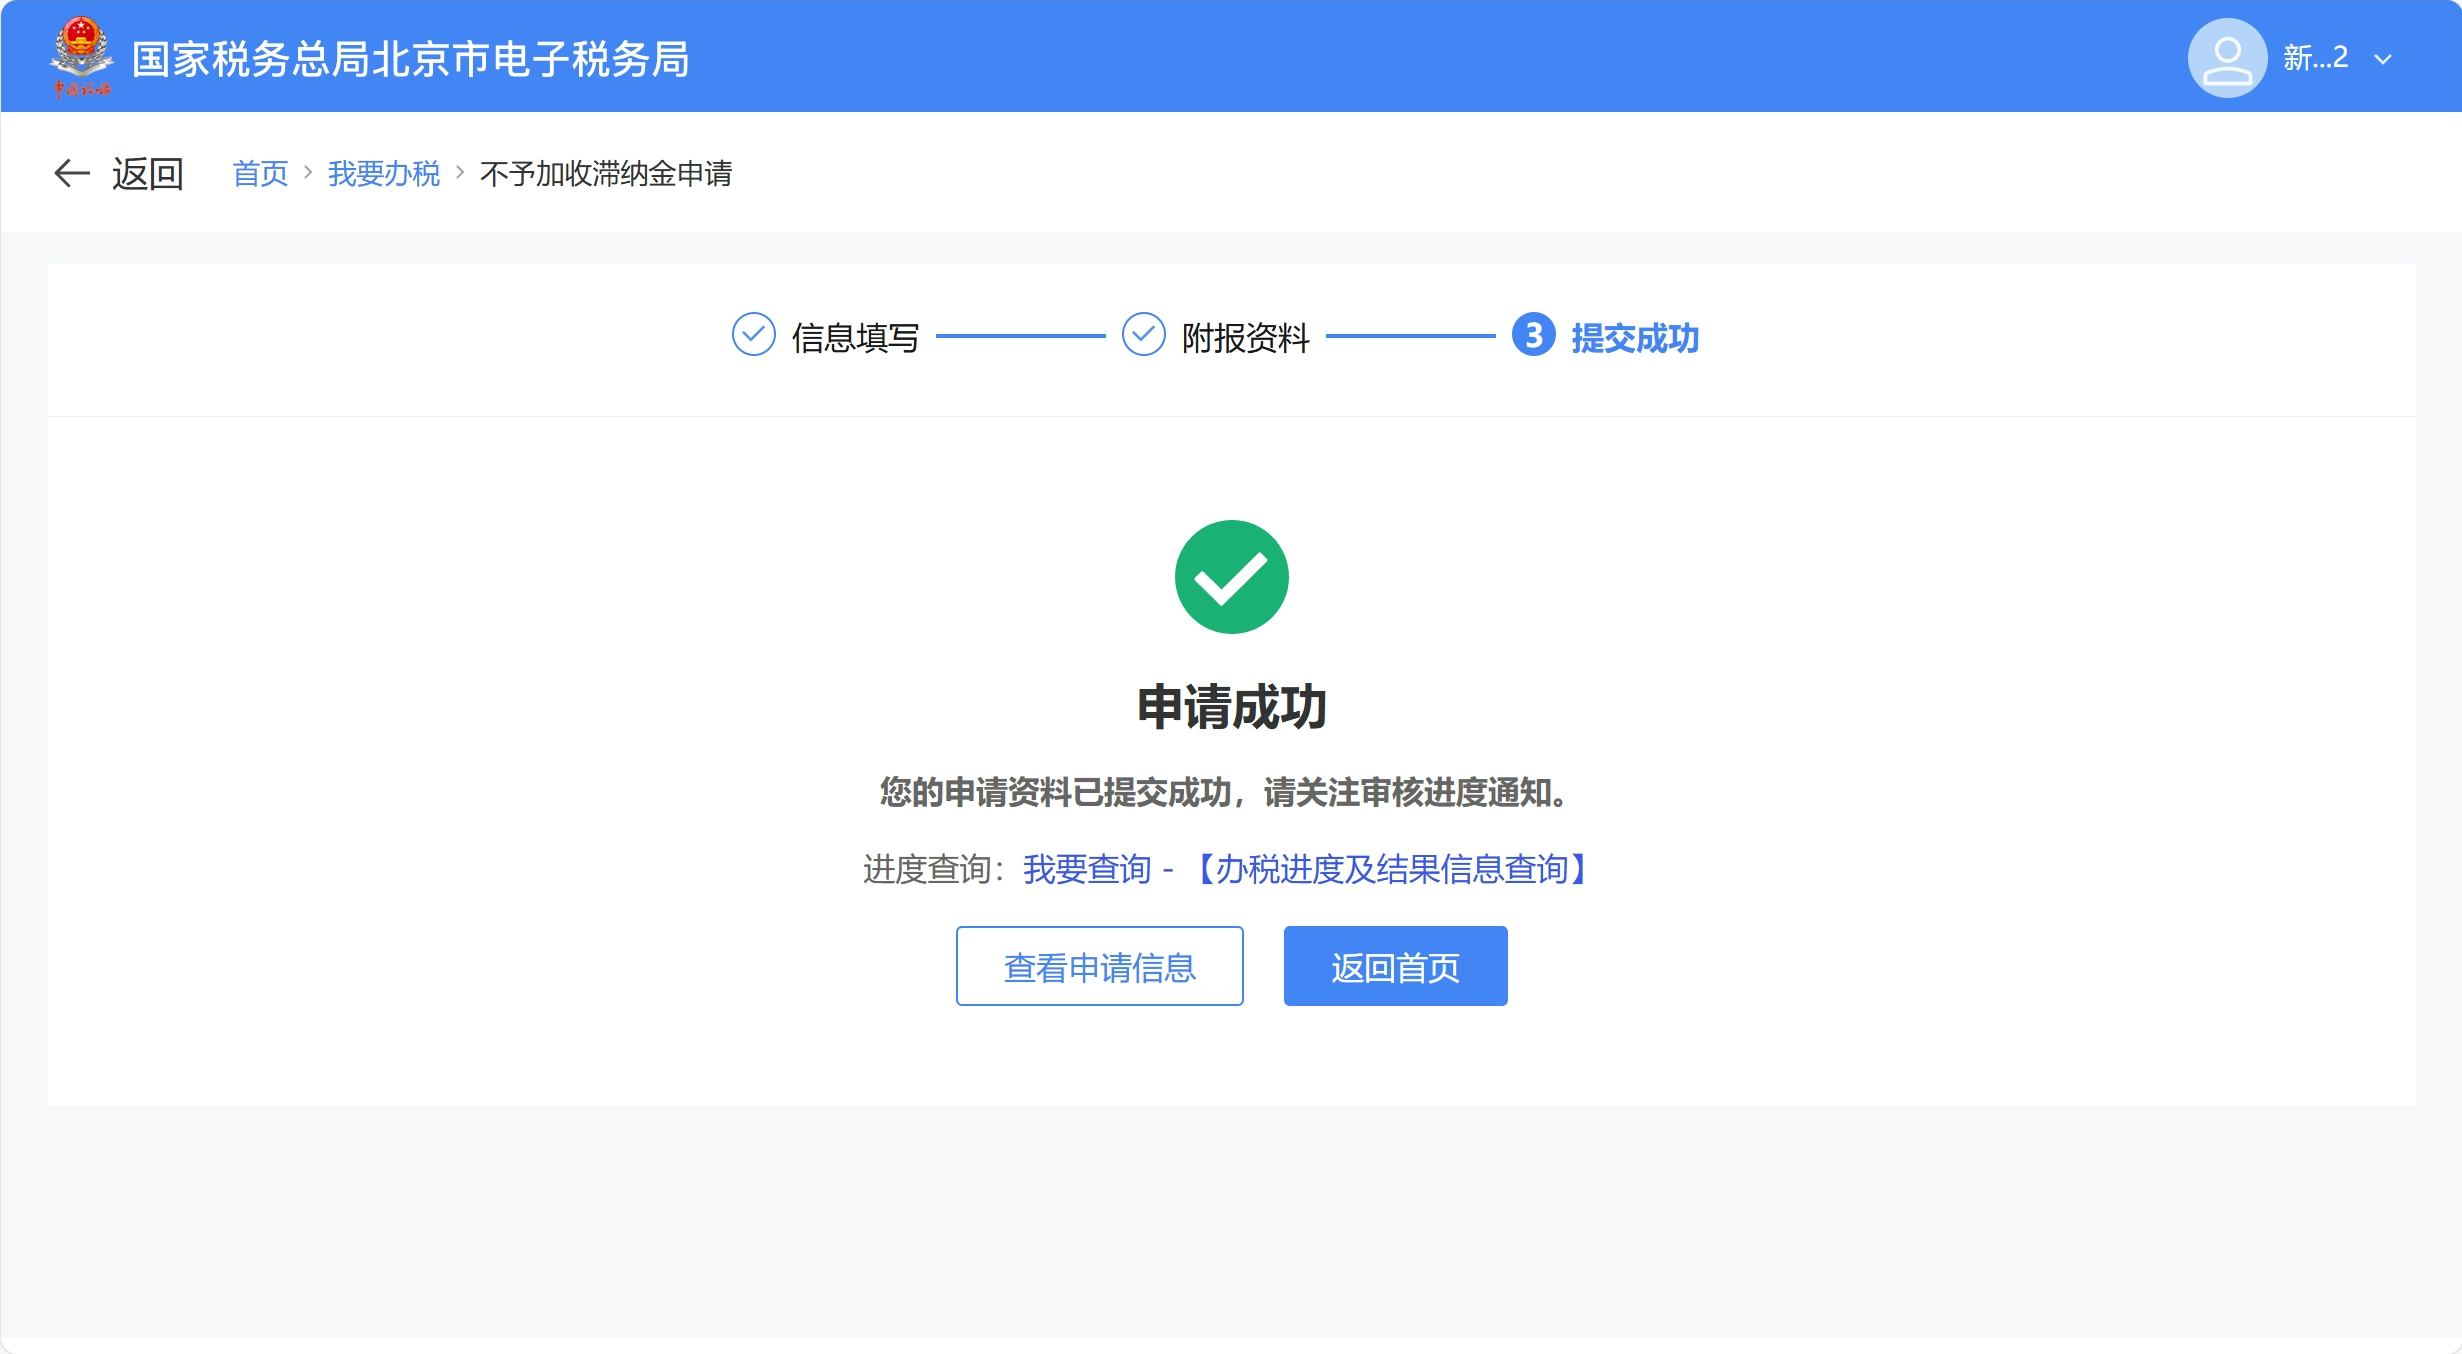 国家税务总局北京市电子税务局
新...2
中国税务
返回 首页 > 我要办税 > 不予加收滞纳金申请
信息填写 附报资料 3 提交成功
申请成功
您的申请资料已提交成功，请关注审核进度通知。
进度查询：我要查询 - 【办税进度及结果信息查询】
查看申请信息 返回首页